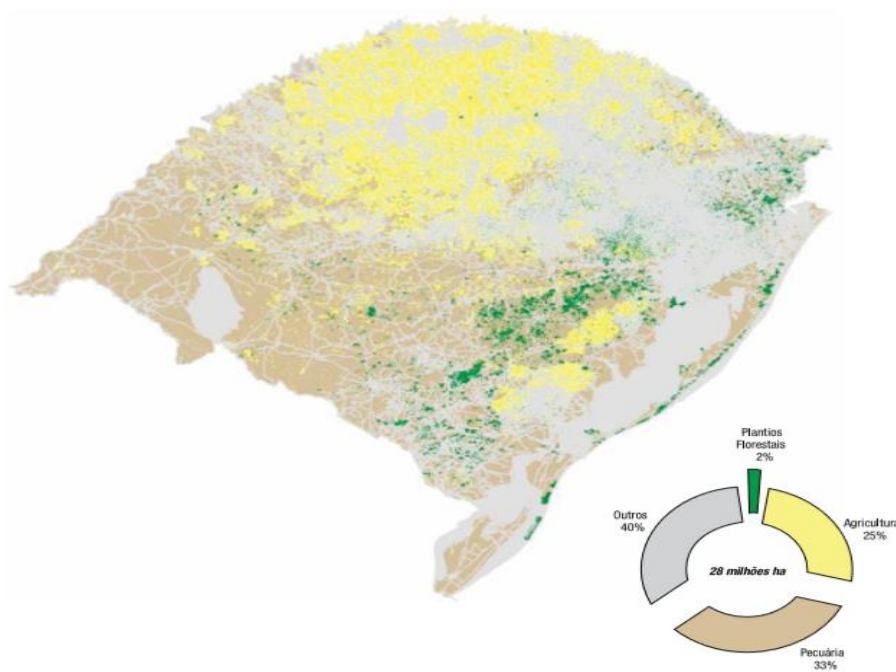 Plantios
Florestais
2%
Outros
40%
Agricultura
25%
28 milhões ha
Pecuária
33%